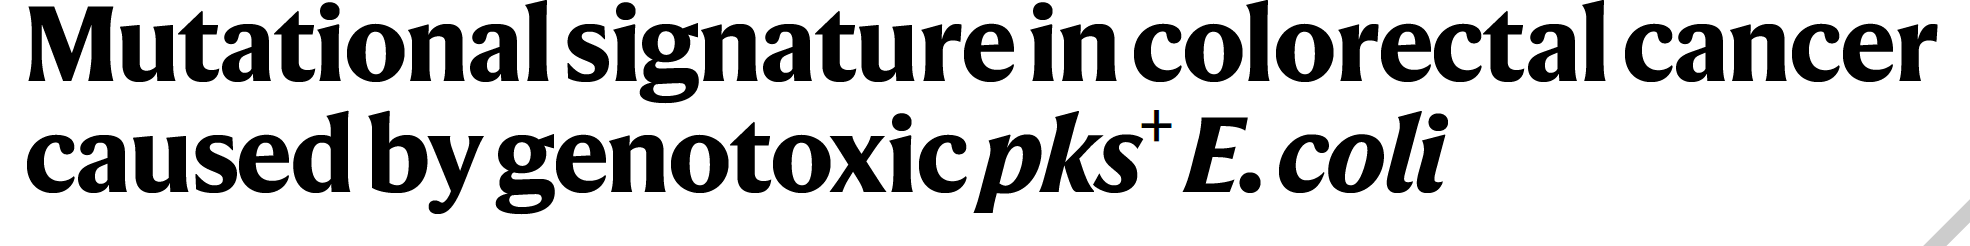 Mutational signature in colorectal cancer
caused by genotoxic pks⁺ E. coli